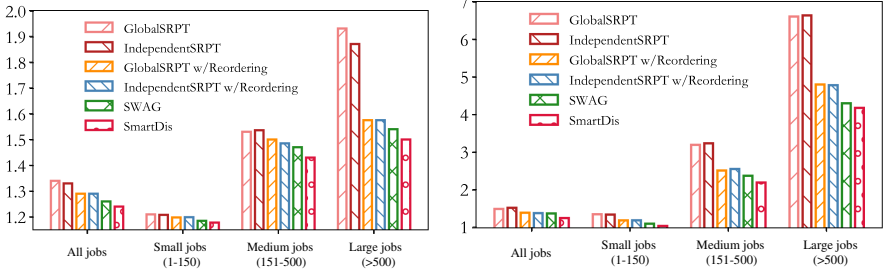 2.0
1.9
1.8
1.7
1.6
1.5
1.4
1.3
1.2
GlobalSRPT
IndependentSRPT
GlobalSRPT w/Reordering
IndependentSRPT w/Reordering
SWAG
SmartDis
All jobs
Small jobs
(1-150)
Medium jobs
(151-500)
Large jobs
(>500)
7
6
5
4
3
2
1
GlobalSRPT
IndependentSRPT
GlobalSRPT w/Reordering
IndependentSRPT w/Reordering
SWAG
SmartDis
All jobs
Small jobs
(1-150)
Medium jobs
(151-500)
Large jobs
(>500)